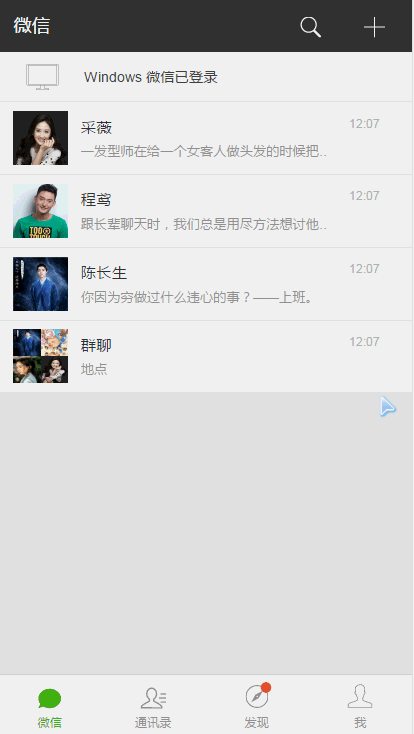 微信
Windows 微信已登录
采薇
12:07
一发型师在给一个女客人做头发的时候把..
程鸢
12:07
跟长辈聊天时，我们总是用尽方法想讨他..
陈长生
12:07
你因为穷做过什么违心的事？——上班。
群聊
12:07
地点
微信
通讯录
发现
我